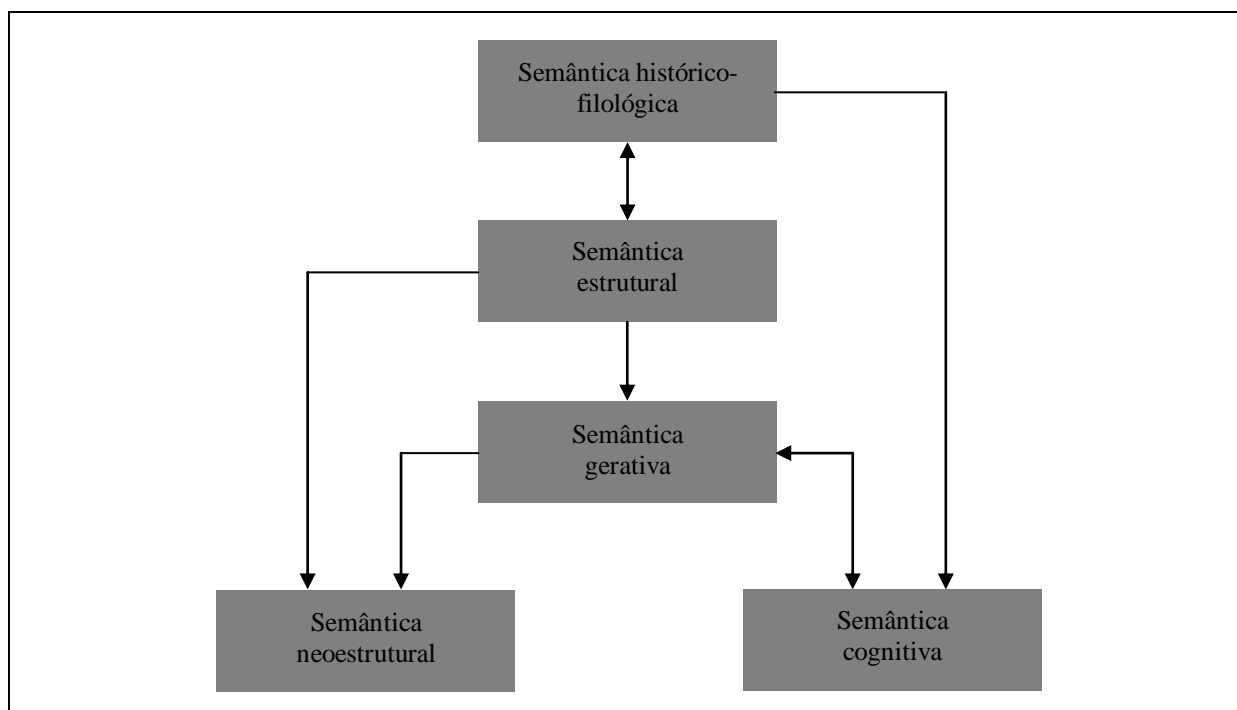 Semântica histórico-
filológica
Semântica
estrutural
Semântica
gerativa
Semântica
neoestrutural
Semântica
cognitiva